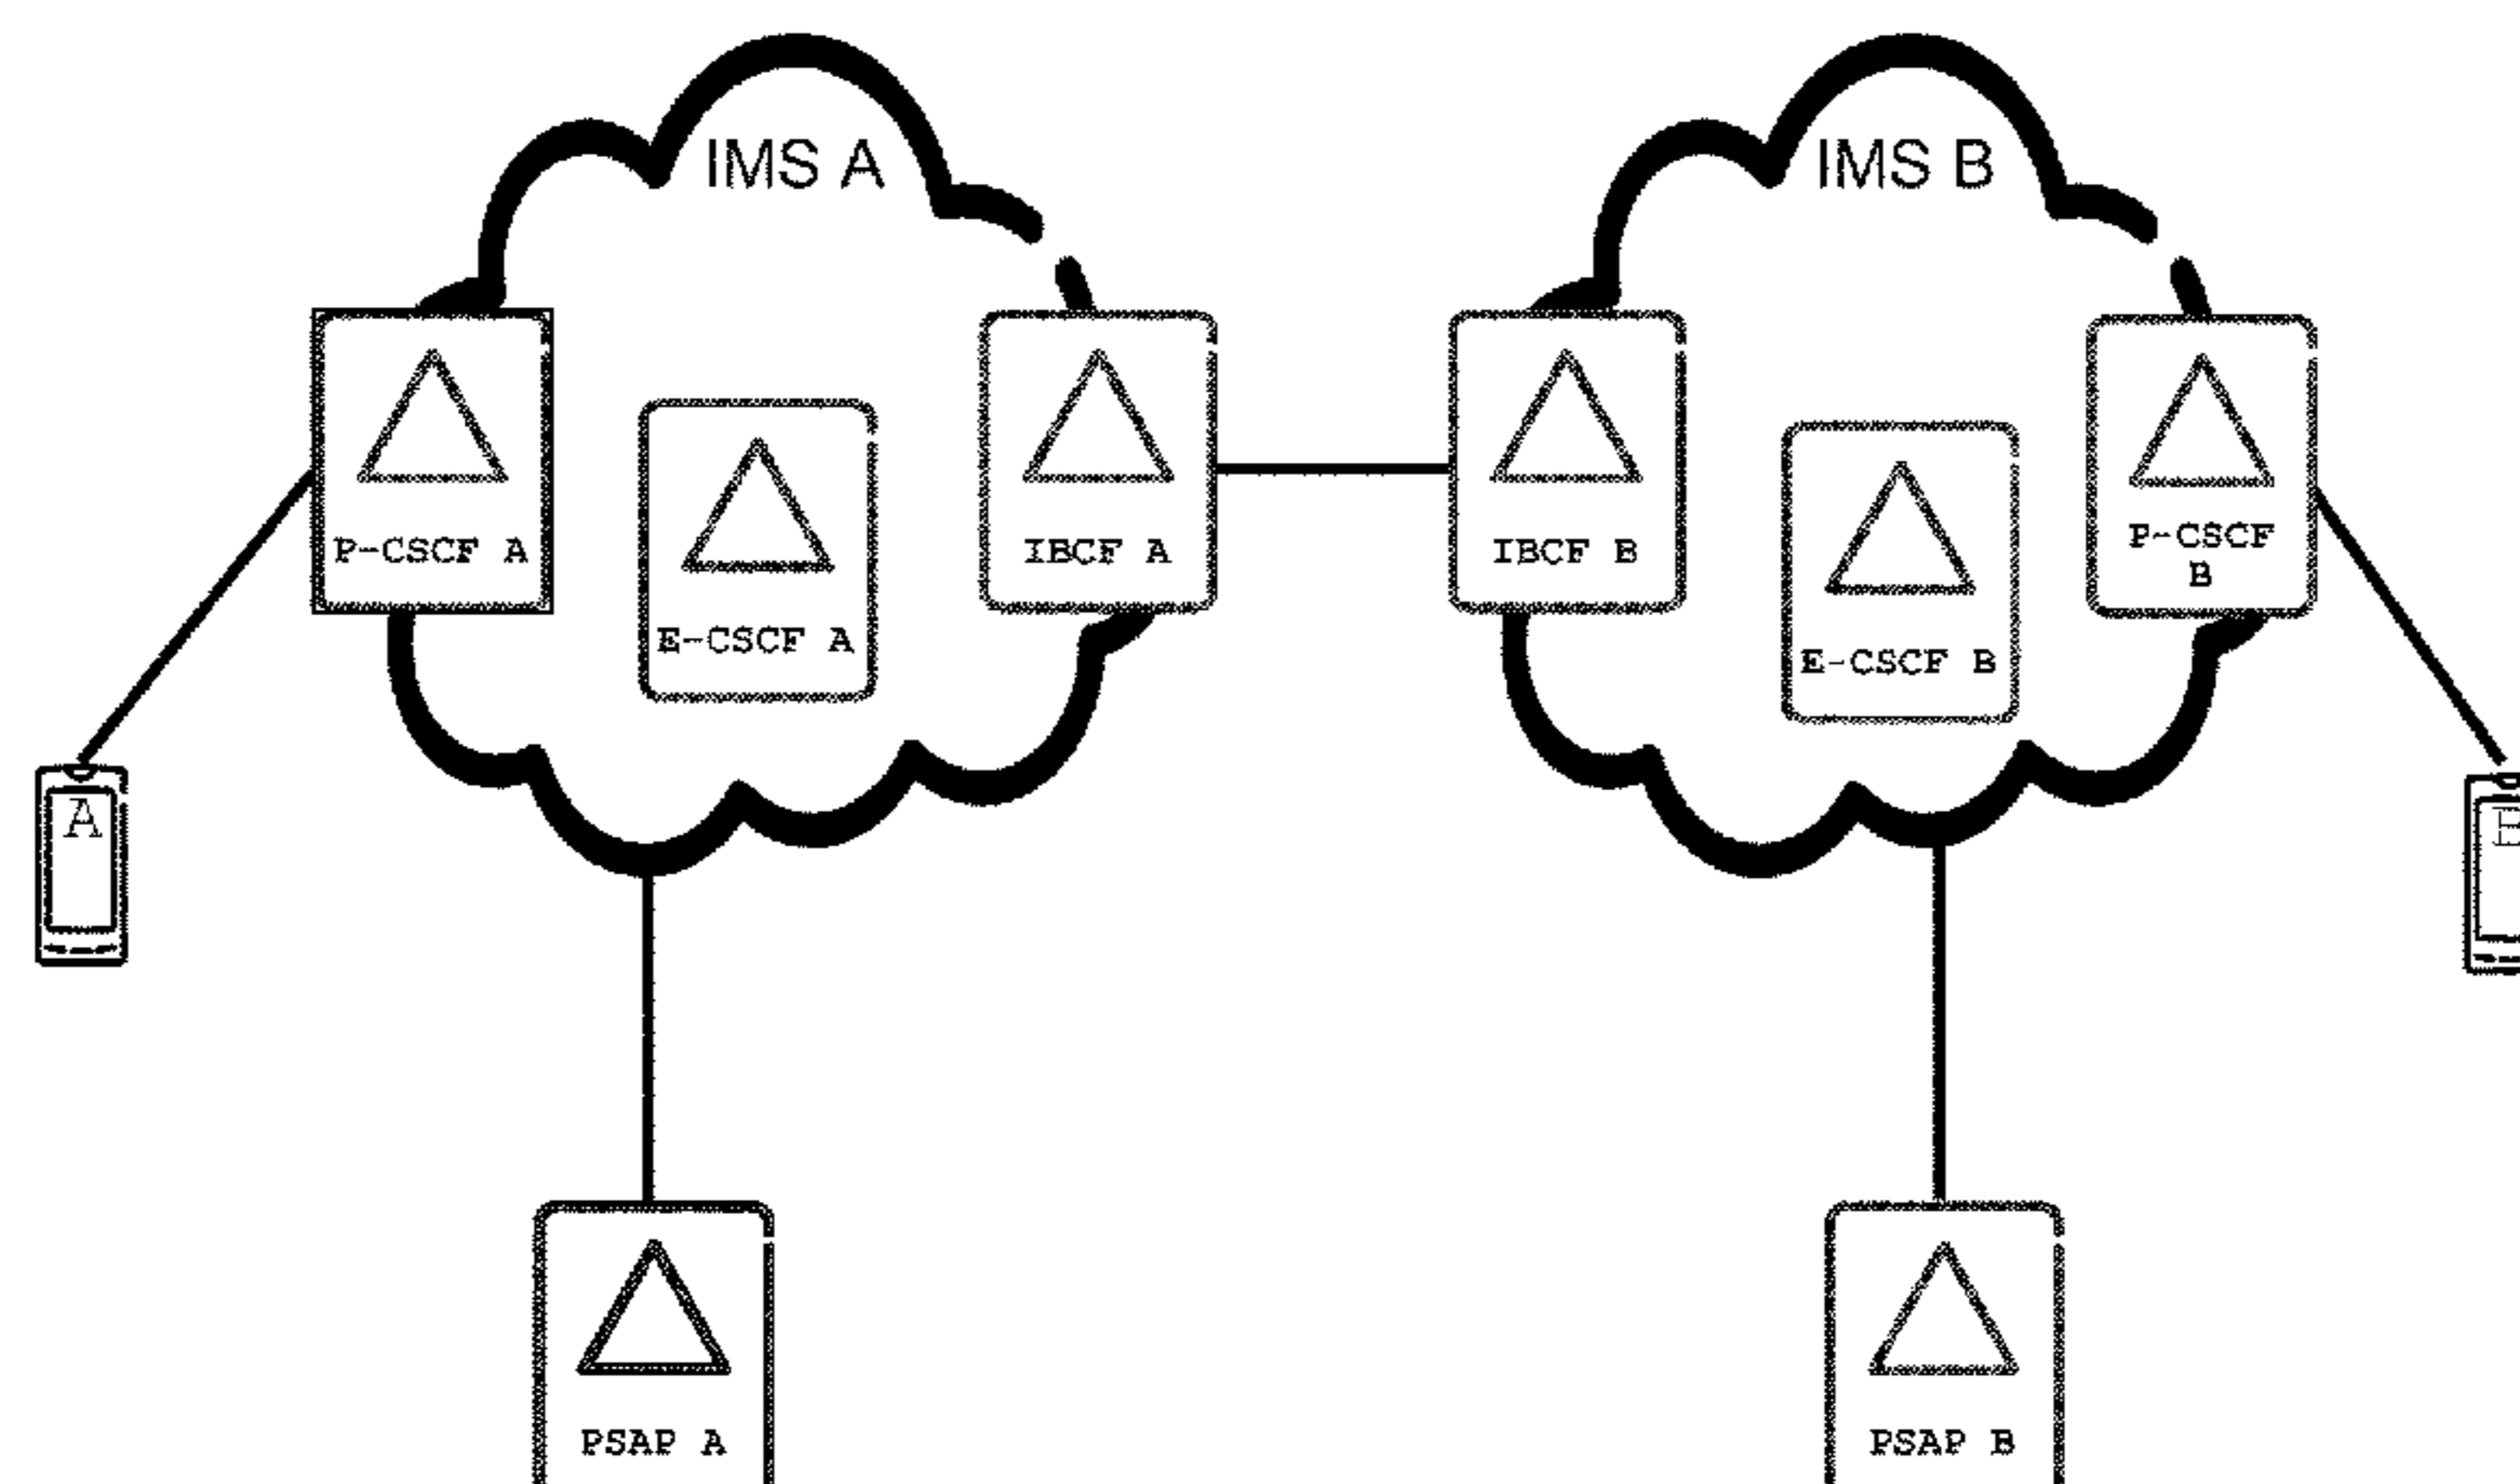 IMS A
IMS B
P-CSCF A
E-CSCF A
IBCF A
IBCF B
E-CSCF B
P-CSCF
B
A
PSAP A
PSAP B